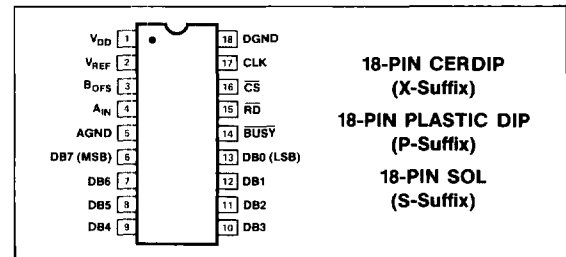 VDD 1 18 DGND
VREF 2 17 CLK
BOFS 3 16 CS
AIN 4 15 RD
AGND 5 14 BUSY
DB7 (MSB) 6 13 DB0 (LSB)
DB6 7 12 DB1
DB5 8 11 DB2
DB4 9 10 DB3
18-PIN CERDIP
(X-Suffix)
18-PIN PLASTIC DIP
(P-Suffix)
18-PIN SOL
(S-Suffix)